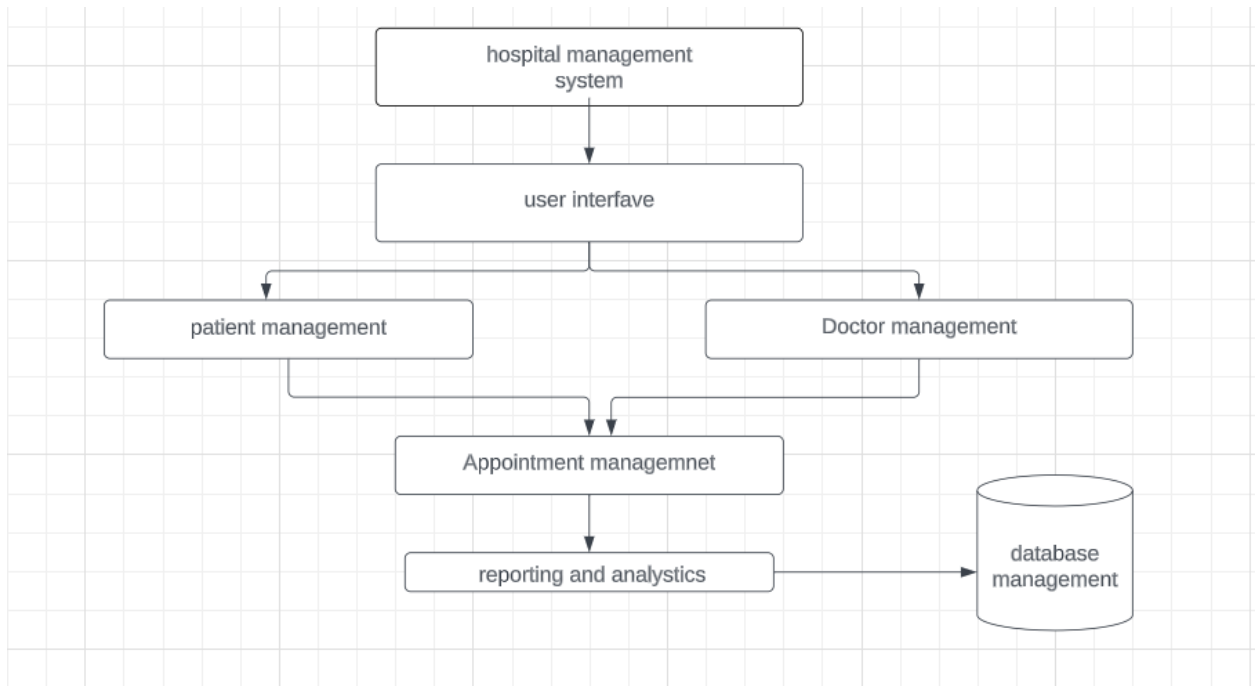 hospital management
system
user interfave
patient management
Doctor management
Appointment managemnet
reporting and analystics
database
management